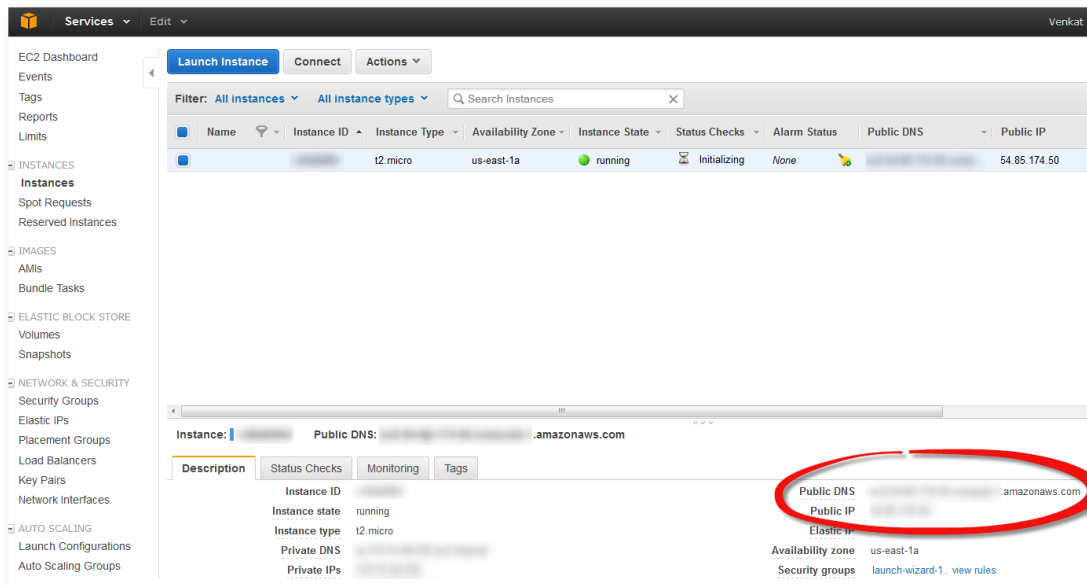 Services Edit Venkat
EC2 Dashboard
Events
Tags
Reports
Limits
INSTANCES
Instances
Spot Requests
Reserved Instances
IMAGES
AMIs
Bundle Tasks
ELASTIC BLOCK STORE
Volumes
Snapshots
NETWORK & SECURITY
Security Groups
Elastic IPs
Placement Groups
Load Balancers
Key Pairs
Network Interfaces
AUTO SCALING
Launch Configurations
Auto Scaling Groups
Launch Instance Connect Actions
Filter: All instances All instance types Search Instances
Name Instance ID Instance Type Availability Zone Instance State Status Checks Alarm Status Public DNS Public IP
t2.micro us-east-1a running Initializing None 54.85.174.50
Instance: Public DNS: .amazonaws.com
Description Status Checks Monitoring Tags
Instance ID
Instance state running
Instance type t2.micro
Private DNS
Private IPs
Public DNS .amazonaws.com
Public IP
Elastic IP
Availability zone us-east-1a
Security groups launch-wizard-1. view rules